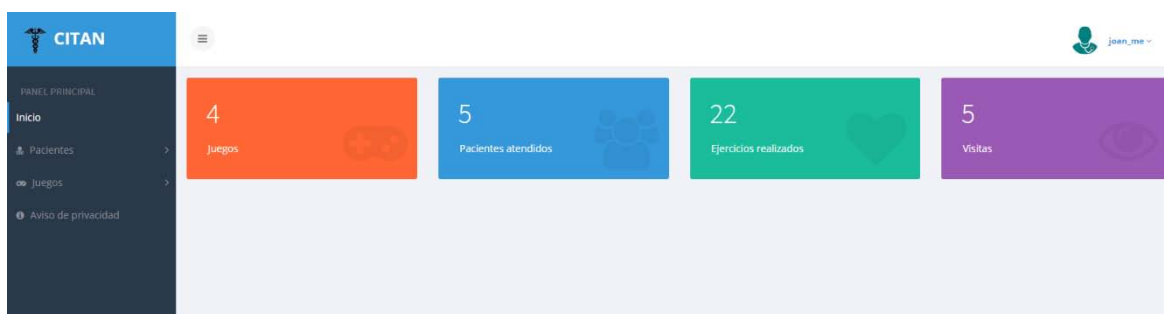 CITAN
joan_me
PANEL PRINCIPAL
Inicio
Pacientes
Juegos
Aviso de privacidad
4
Juegos
5
Pacientes atendidos
22
Ejercicios realizados
5
Visitas